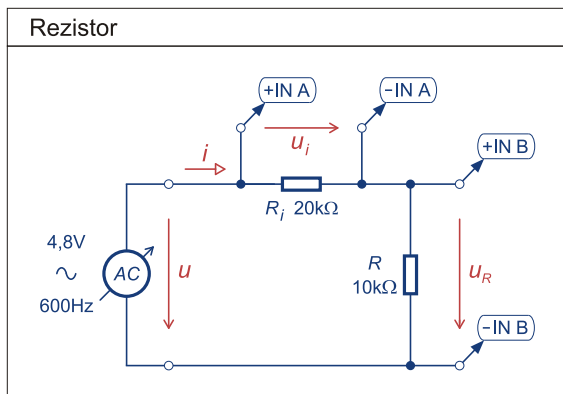 Rezistor
+IN A
−IN A
i
u_i
+IN B
R_i 20kΩ
4,8V
AC
600Hz
u
R
10kΩ
u_R
−IN B